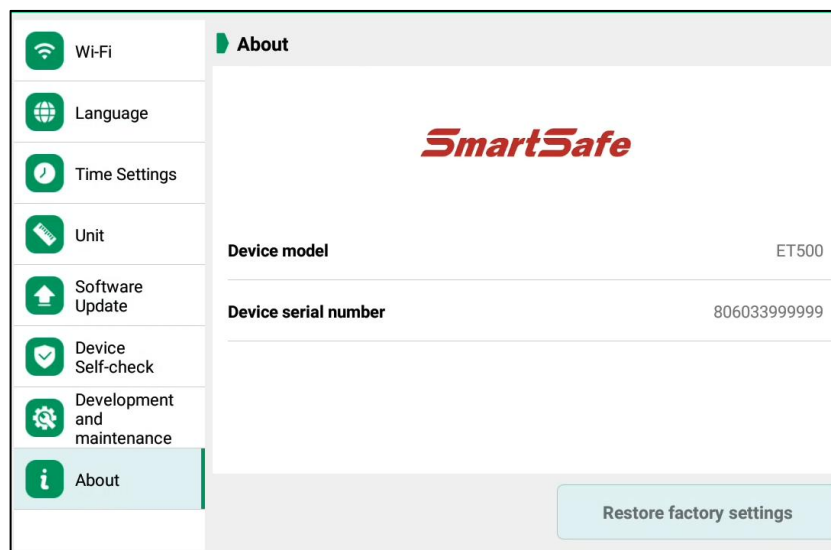 Wi-Fi
Language
Time Settings
Unit
Software
Update
Device
Self-check
Development
and
maintenance
About
About
SmartSafe
Device model ET500
Device serial number 806033999999
Restore factory settings